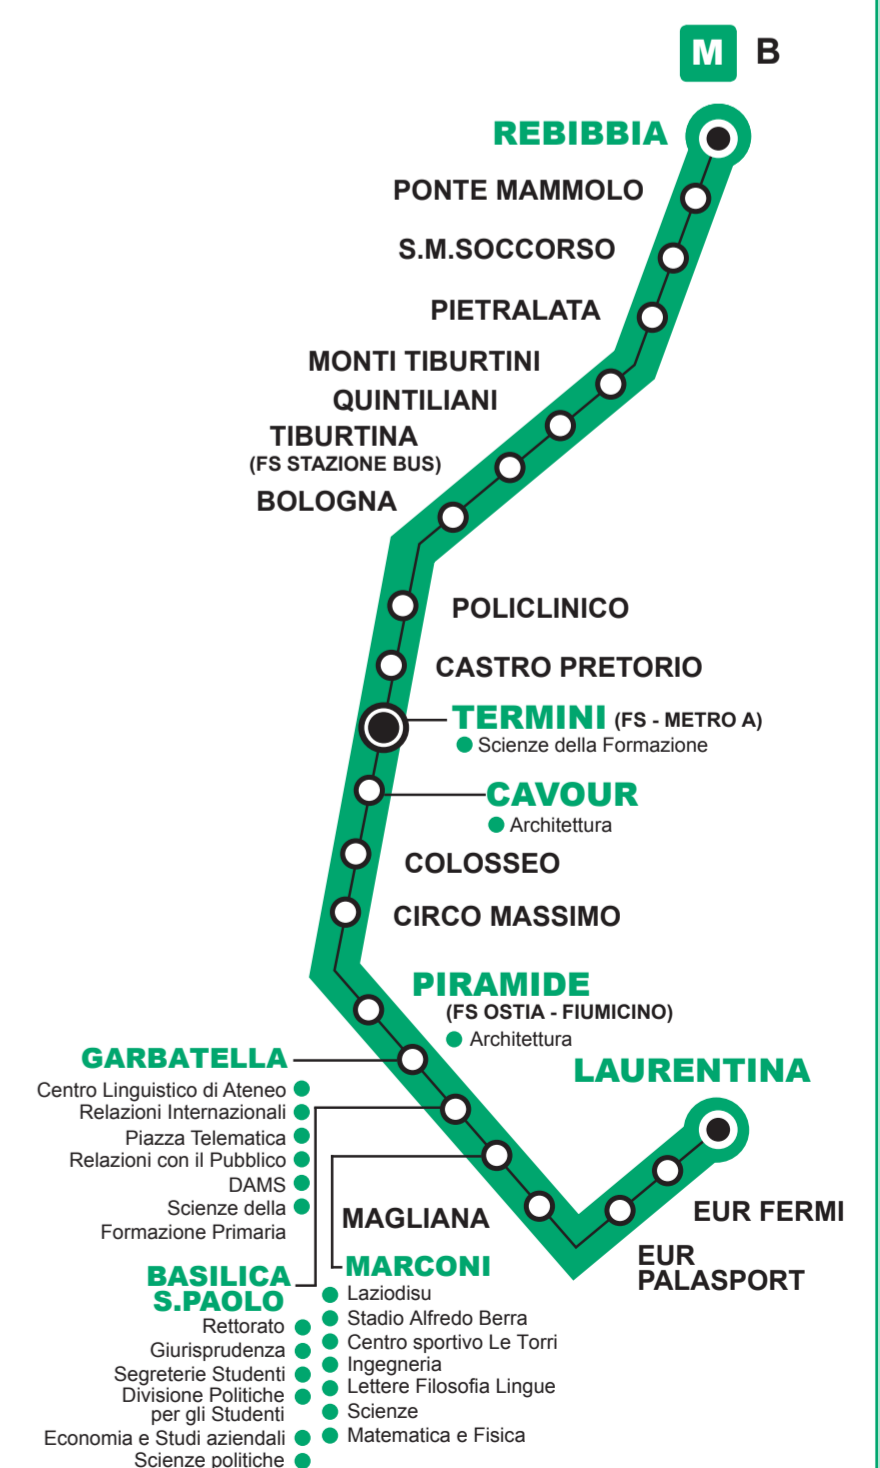 M B
REBIBBIA
PONTE MAMMOLO
S.M.SOCCORSO
PIETRALATA
MONTI TIBURTINI
QUINTILIANI
TIBURTINA
(FS STAZIONE BUS)
BOLOGNA
POLICLINICO
CASTRO PRETORIO
TERMINI (FS - METRO A)
Scienze della Formazione
CAVOUR
Architettura
COLOSSEO
CIRCO MASSIMO
PIRAMIDE
(FS OSTIA - FIUMICINO)
Architettura
GARBATELLA
Centro Linguistico di Ateneo
Relazioni Internazionali
Piazza Telematica
Relazioni con il Pubblico
DAMS
Scienze della
Formazione Primaria
LAURENTINA
EUR FERMI
EUR
PALASPORT
MAGLIANA
BASILICA
S.PAOLO
Rettorato
Giurisprudenza
Segreterie Studenti
Divisione Politiche
per gli Studenti
Economia e Studi aziendali
Scienze politiche
MARCONI
Laziodisu
Stadio Alfredo Berra
Centro sportivo Le Torri
Ingegneria
Lettere Filosofia Lingue
Scienze
Matematica e Fisica